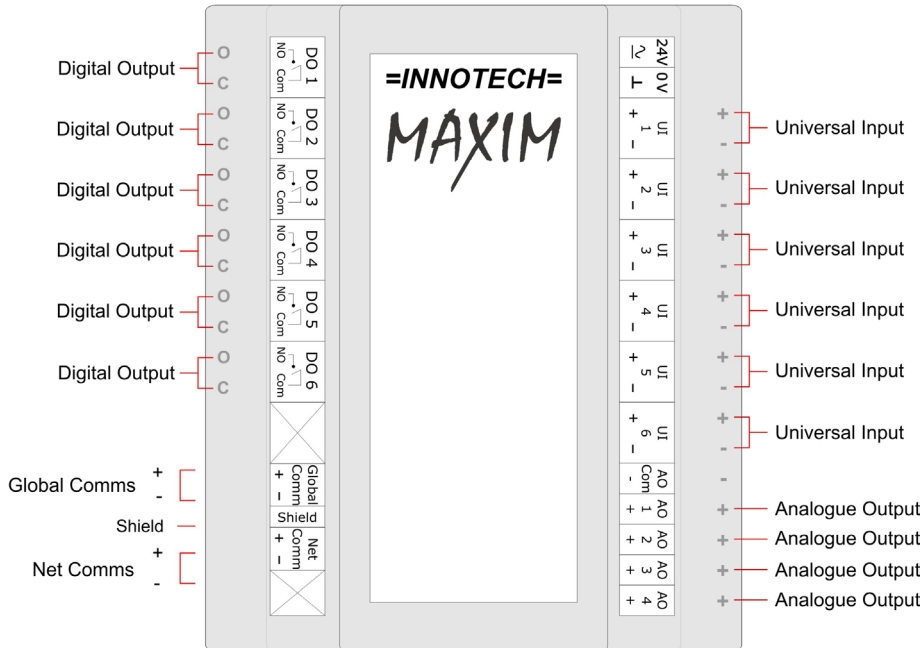 =INNOTECH=
MAXIM
Digital Output
O
C
NO Com
DO 1
Digital Output
O
C
NO Com
DO 2
Digital Output
O
C
NO Com
DO 3
Digital Output
O
C
NO Com
DO 4
Digital Output
O
C
NO Com
DO 5
Digital Output
O
C
NO Com
DO 6
Global Comms
+
-
Global
Comm
+ -
Shield
Shield
Net Comms
+
-
Net
Comm
+ -
24V 0V
UI
+ 1 -
+
-
Universal Input
UI
+ 2 -
+
-
Universal Input
UI
+ 3 -
+
-
Universal Input
UI
+ 4 -
+
-
Universal Input
UI
+ 5 -
+
-
Universal Input
UI
+ 6 -
+
-
Universal Input
AO
Com
-
-
AO
1
+
+
Analogue Output
AO
2
+
+
Analogue Output
AO
3
+
+
Analogue Output
AO
4
+
+
Analogue Output